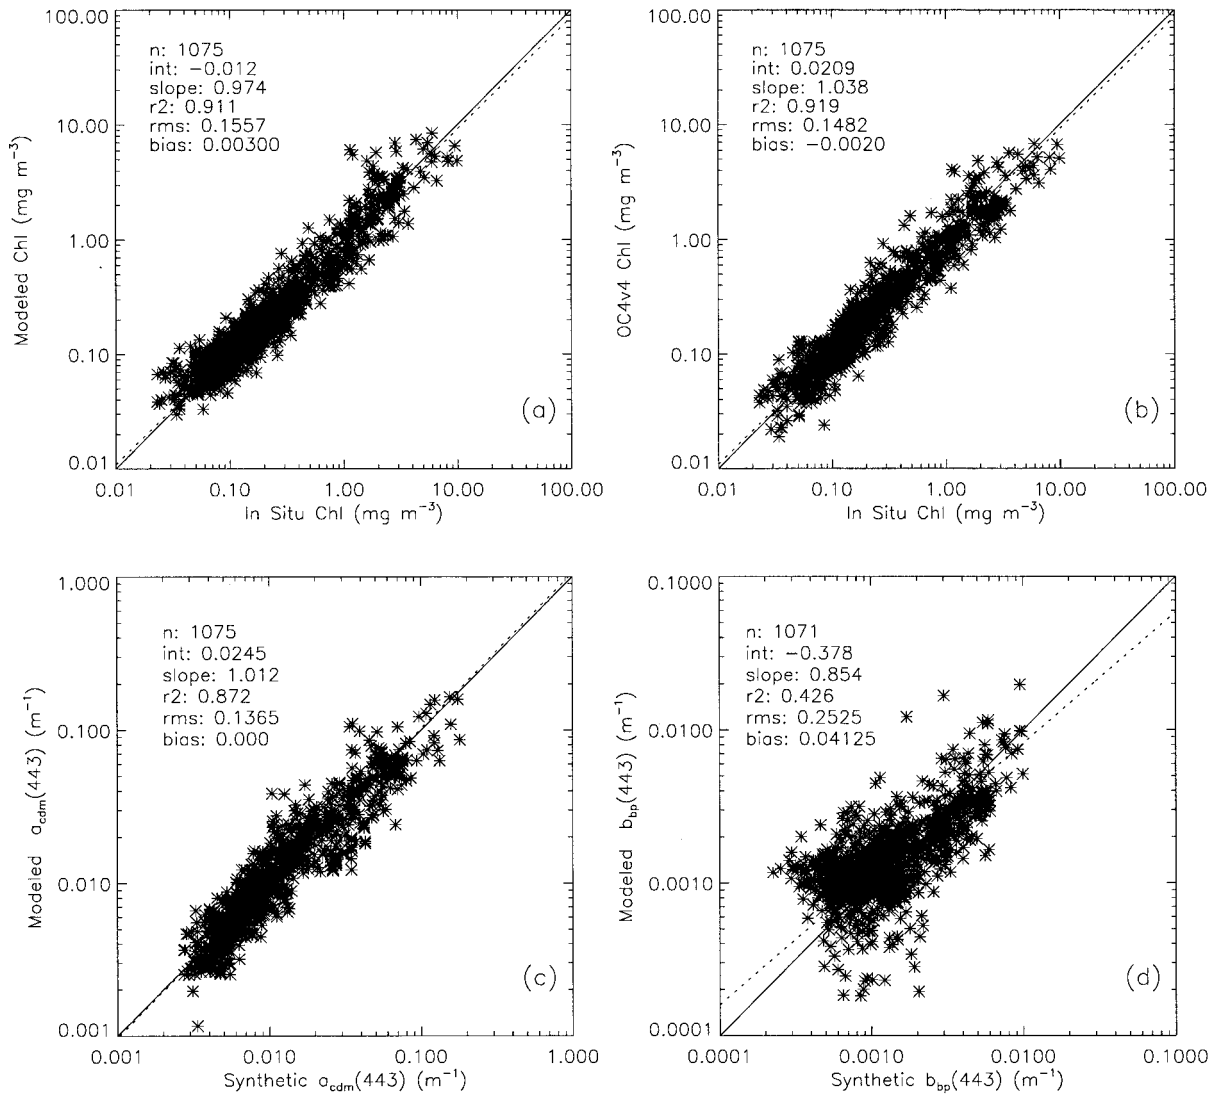 100.00
10.00
1.00
0.10
0.01
Modeled Chl (mg m⁻³)
n: 1075
int: −0.012
slope: 0.974
r2: 0.911
rms: 0.1557
bias: 0.00300
(a)
0.01 0.10 1.00 10.00 100.00
In Situ Chl (mg m⁻³)
100.00
10.00
1.00
0.10
0.01
OC4v4 Chl (mg m⁻³)
n: 1075
int: 0.0209
slope: 1.038
r2: 0.919
rms: 0.1482
bias: −0.0020
(b)
0.01 0.10 1.00 10.00 100.00
In Situ Chl (mg m⁻³)
1.000
0.100
0.010
0.001
Modeled a_cdm(443) (m⁻¹)
n: 1075
int: 0.0245
slope: 1.012
r2: 0.872
rms: 0.1365
bias: 0.000
(c)
0.001 0.010 0.100 1.000
Synthetic a_cdm(443) (m⁻¹)
0.1000
0.0100
0.0010
0.0001
Modeled b_bp(443) (m⁻¹)
n: 1071
int: −0.378
slope: 0.854
r2: 0.426
rms: 0.2525
bias: 0.04125
(d)
0.0001 0.0010 0.0100 0.1000
Synthetic b_bp(443) (m⁻¹)